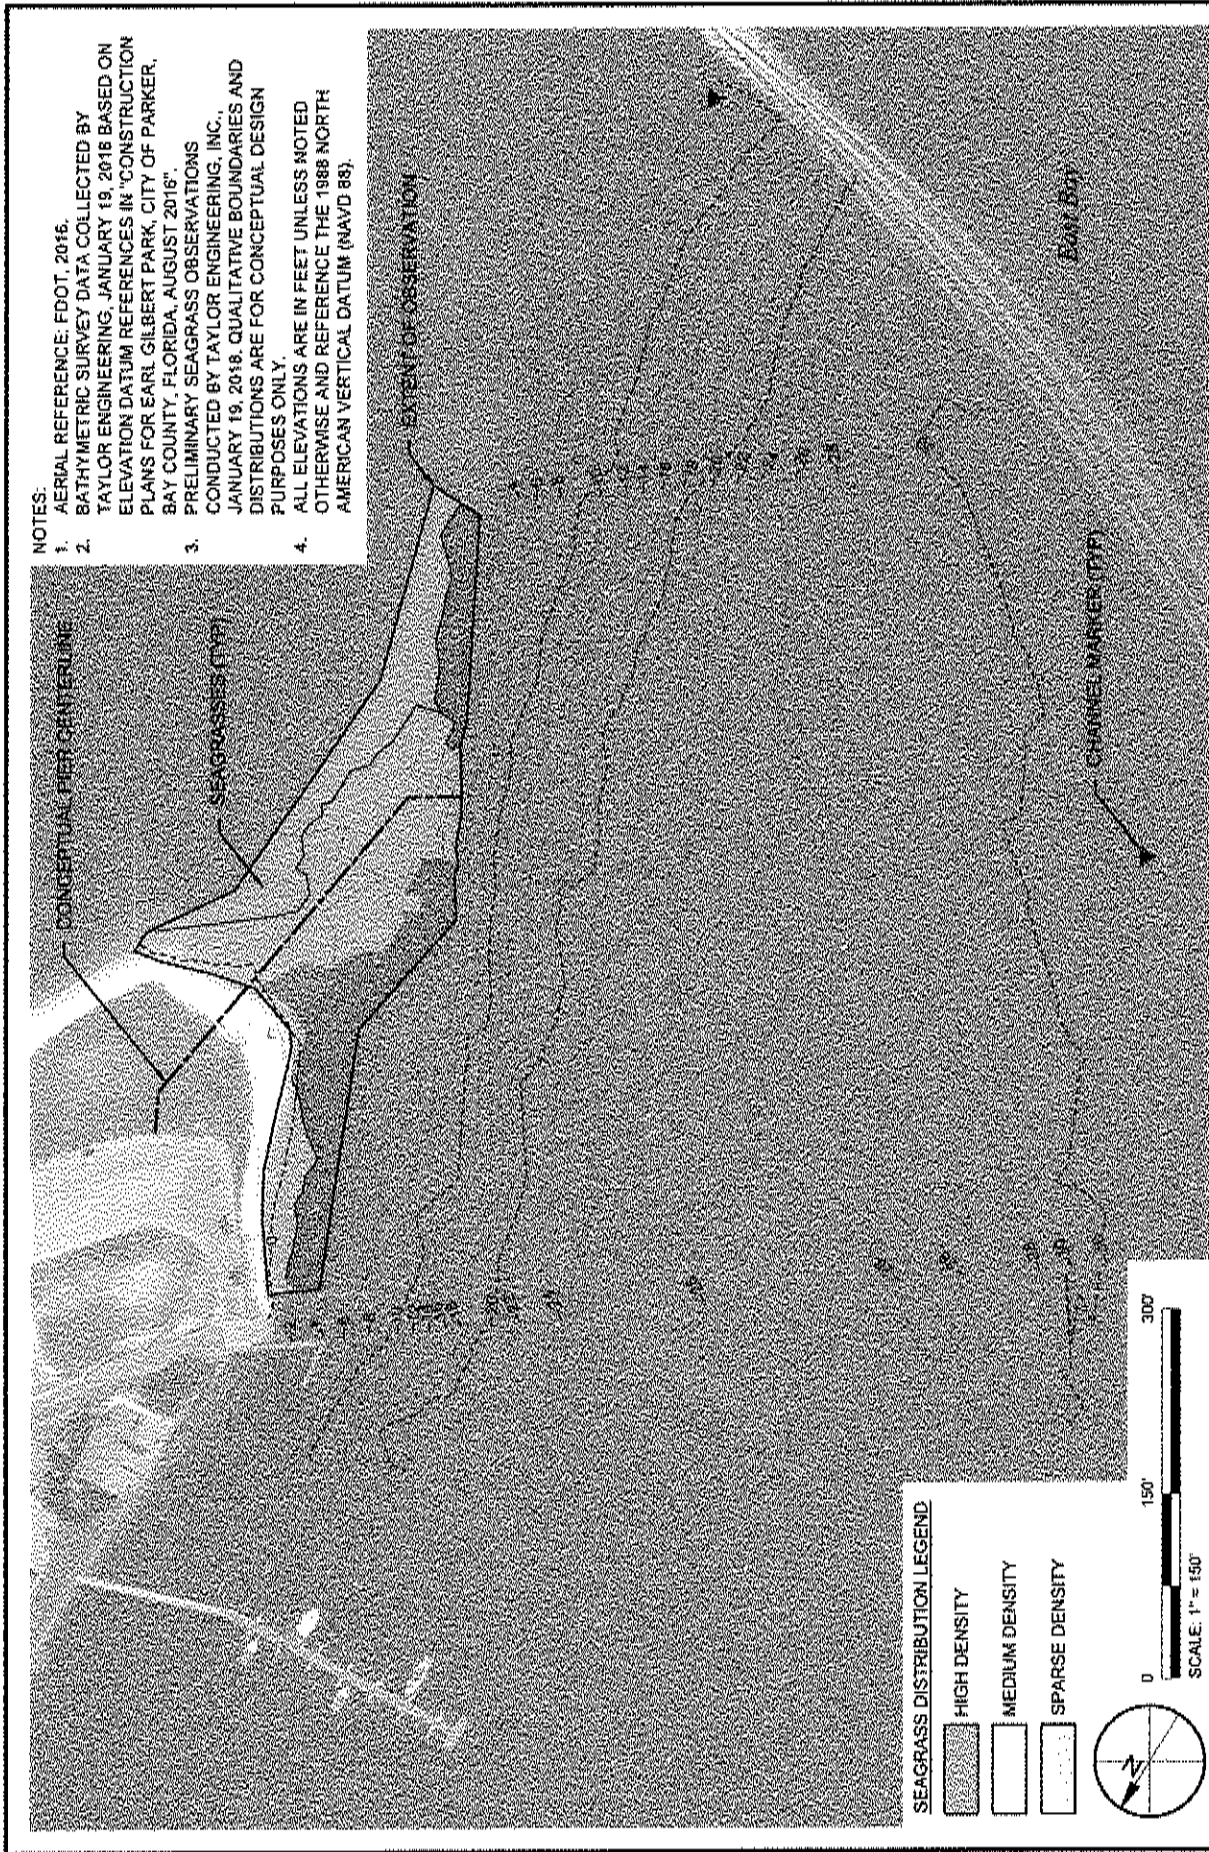 NOTES:
1. AERIAL REFERENCE: FDOT, 2016.
2. BATHYMETRIC SURVEY DATA COLLECTED BY
TAYLOR ENGINEERING, JANUARY 19, 2018 BASED ON
ELEVATION DATUM REFERENCES IN "CONSTRUCTION
PLANS FOR EARL GILBERT PARK, CITY OF PARKER,
BAY COUNTY, FLORIDA, AUGUST 2016".
3. PRELIMINARY SEAGRASS OBSERVATIONS
CONDUCTED BY TAYLOR ENGINEERING, INC.,
JANUARY 19, 2018. QUALITATIVE BOUNDARIES AND
DISTRIBUTIONS ARE FOR CONCEPTUAL DESIGN
PURPOSES ONLY.
4. ALL ELEVATIONS ARE IN FEET UNLESS NOTED
OTHERWISE AND REFERENCE THE 1988 NORTH
AMERICAN VERTICAL DATUM (NAVD 88).
CONCEPTUAL PIER CENTERLINE
SEAGRASSES (TYP)
EXTENT OF OBSERVATION
East Bay
CHANNEL MARKER (TYP)
SEAGRASS DISTRIBUTION LEGEND
HIGH DENSITY
MEDIUM DENSITY
SPARSE DENSITY
N
0 150' 300'
SCALE: 1" = 150'